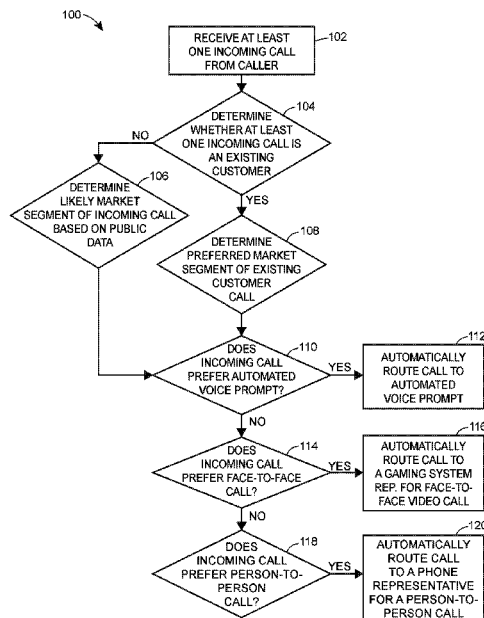 100
RECEIVE AT LEAST
ONE INCOMING CALL
FROM CALLER
102
104
DETERMINE
WHETHER AT LEAST
ONE INCOMING CALL IS
AN EXISTING
CUSTOMER
NO
YES
106
DETERMINE
LIKELY MARKET
SEGMENT OF INCOMING CALL
BASED ON PUBLIC
DATA
108
DETERMINE
PREFERRED MARKET
SEGMENT OF EXISTING
CUSTOMER
CALL
110
DOES
INCOMING CALL
PREFER AUTOMATED
VOICE PROMPT?
YES
NO
112
AUTOMATICALLY
ROUTE CALL TO
AUTOMATED
VOICE PROMPT
114
DOES
INCOMING CALL
PREFER FACE-TO-FACE
CALL?
YES
NO
116
AUTOMATICALLY
ROUTE CALL TO
A GAMING SYSTEM
REP. FOR FACE-TO-
FACE VIDEO CALL
118
DOES
INCOMING CALL
PREFER PERSON-TO-
PERSON
CALL?
YES
120
AUTOMATICALLY
ROUTE CALL
TO A PHONE
REPRESENTATIVE
FOR A PERSON-TO-
PERSON CALL